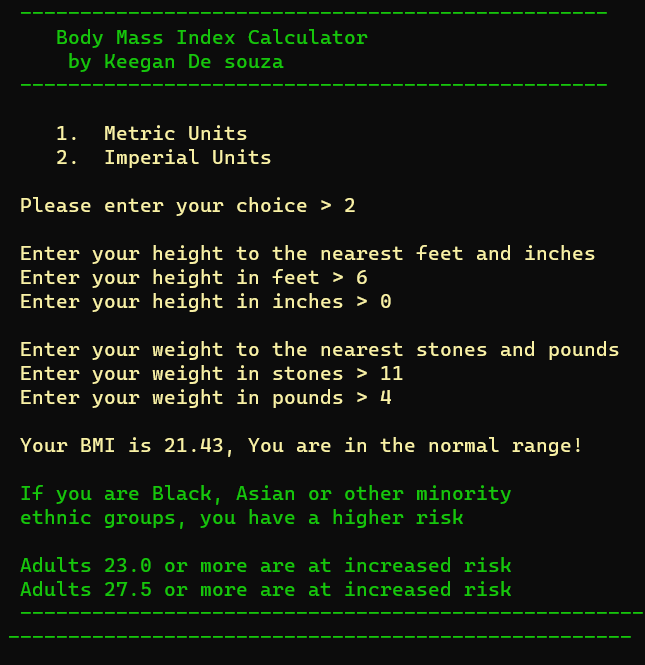 Body Mass Index Calculator
by Keegan De souza
1. Metric Units
2. Imperial Units
Please enter your choice > 2
Enter your height to the nearest feet and inches
Enter your height in feet > 6
Enter your height in inches > 0
Enter your weight to the nearest stones and pounds
Enter your weight in stones > 11
Enter your weight in pounds > 4
Your BMI is 21.43, You are in the normal range!
If you are Black, Asian or other minority
ethnic groups, you have a higher risk
Adults 23.0 or more are at increased risk
Adults 27.5 or more are at increased risk